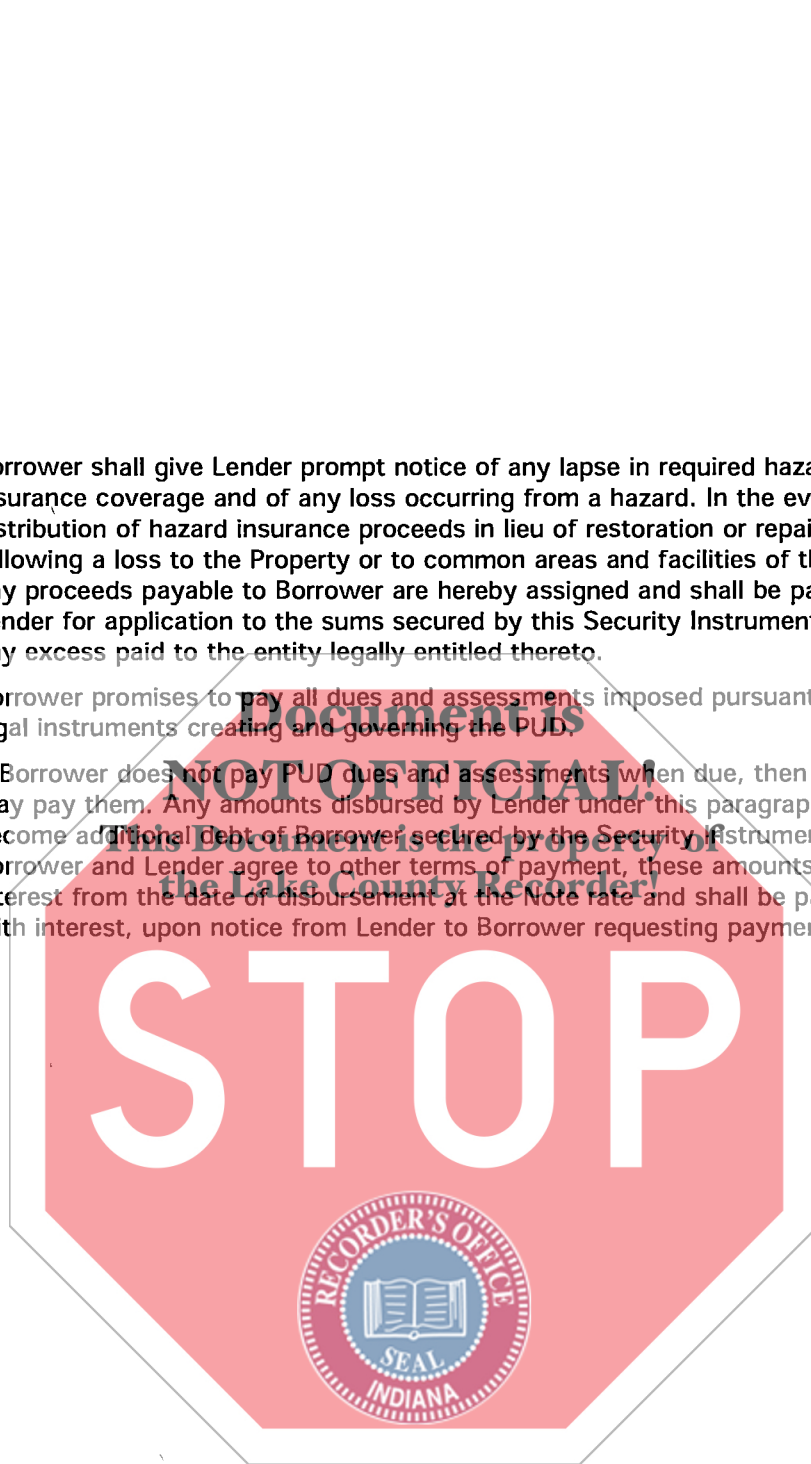 orrower shall give Lender prompt notice of any lapse in required haza
surance coverage and of any loss occurring from a hazard. In the ev
stribution of hazard insurance proceeds in lieu of restoration or repai
llowing a loss to the Property or to common areas and facilities of th
y proceeds payable to Borrower are hereby assigned and shall be pa
nder for application to the sums secured by this Security Instrument
y excess paid to the entity legally entitled thereto.
orrower promises to pay all dues and assessments imposed pursuant
gal instruments creating and governing the PUD.
Borrower does not pay PUD dues and assessments when due, then
ay pay them. Any amounts disbursed by Lender under this paragrap
come additional Debt of Borrower secured by the Security Instrumen
orrower and Lender agree to other terms of payment, these amounts
terest from the date of disbursement at the Note rate and shall be p
ith interest, upon notice from Lender to Borrower requesting paymen
Document is
NOT OFFICIAL!
This Document is the property of
the Lake County Recorder!
STOP
RECORDER'S OFFICE
SEAL
INDIANA